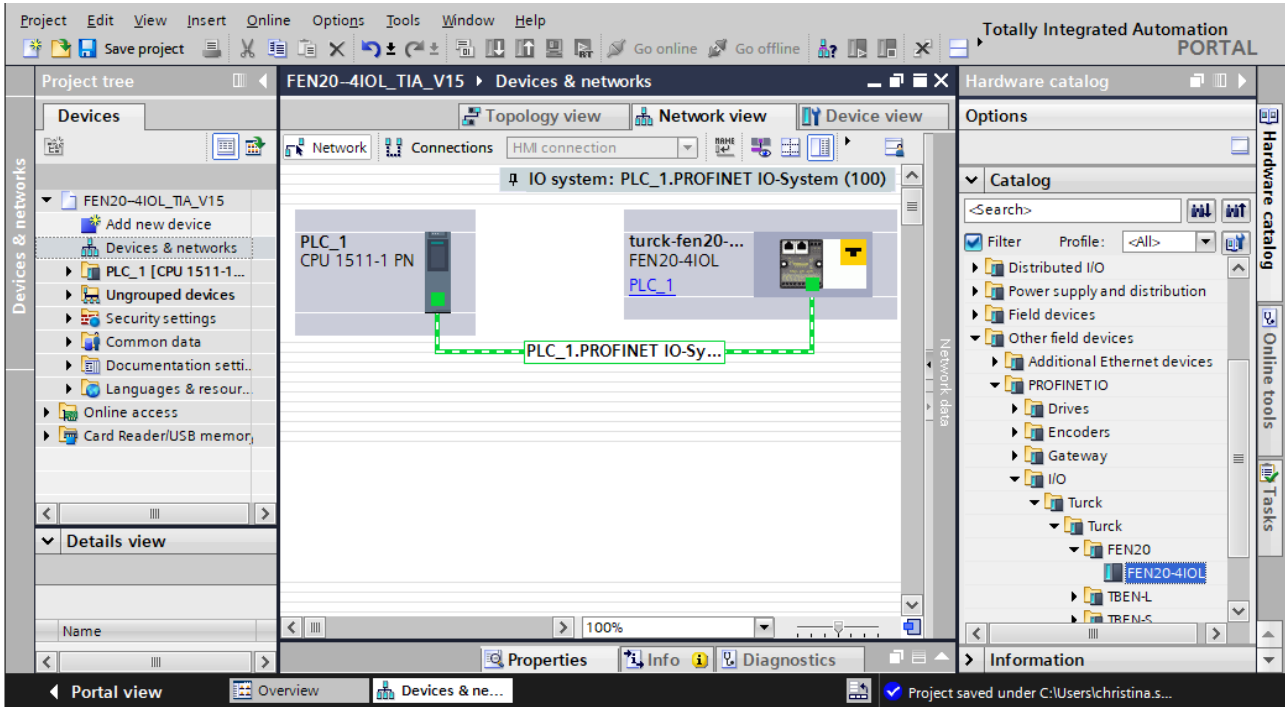 Project Edit View Insert Online Options Tools Window Help
Totally Integrated Automation
PORTAL
Save project Go online Go offline
Project tree
FEN20--4IOL_TIA_V15 Devices & networks
Hardware catalog
Devices
Topology view Network view Device view
Options
Network Connections HMI connection
IO system: PLC_1.PROFINET IO-System (100)
Catalog
<Search>
Filter Profile: <All>
FEN20--4IOL_TIA_V15
Add new device
Devices & networks
PLC_1 [CPU 1511-1...
Ungrouped devices
Security settings
Common data
Documentation setti..
Languages & resour..
Online access
Card Reader/USB memor
PLC_1
CPU 1511-1 PN
turck-fen20-...
FEN20-4IOL
PLC_1
PLC_1.PROFINET IO-Sy...
Network data
Distributed I/O
Power supply and distribution
Field devices
Other field devices
Additional Ethernet devices
PROFINET IO
Drives
Encoders
Gateway
I/O
Turck
Turck
FEN20
FEN20-4IOL
TBEN-L
TBEN-S
Devices & networks
Hardware catalog
Online tools
Tasks
Details view
Name
100%
Properties Info Diagnostics
Information
Portal view Overview Devices & ne...
Project saved under C:\Users\christina.s...